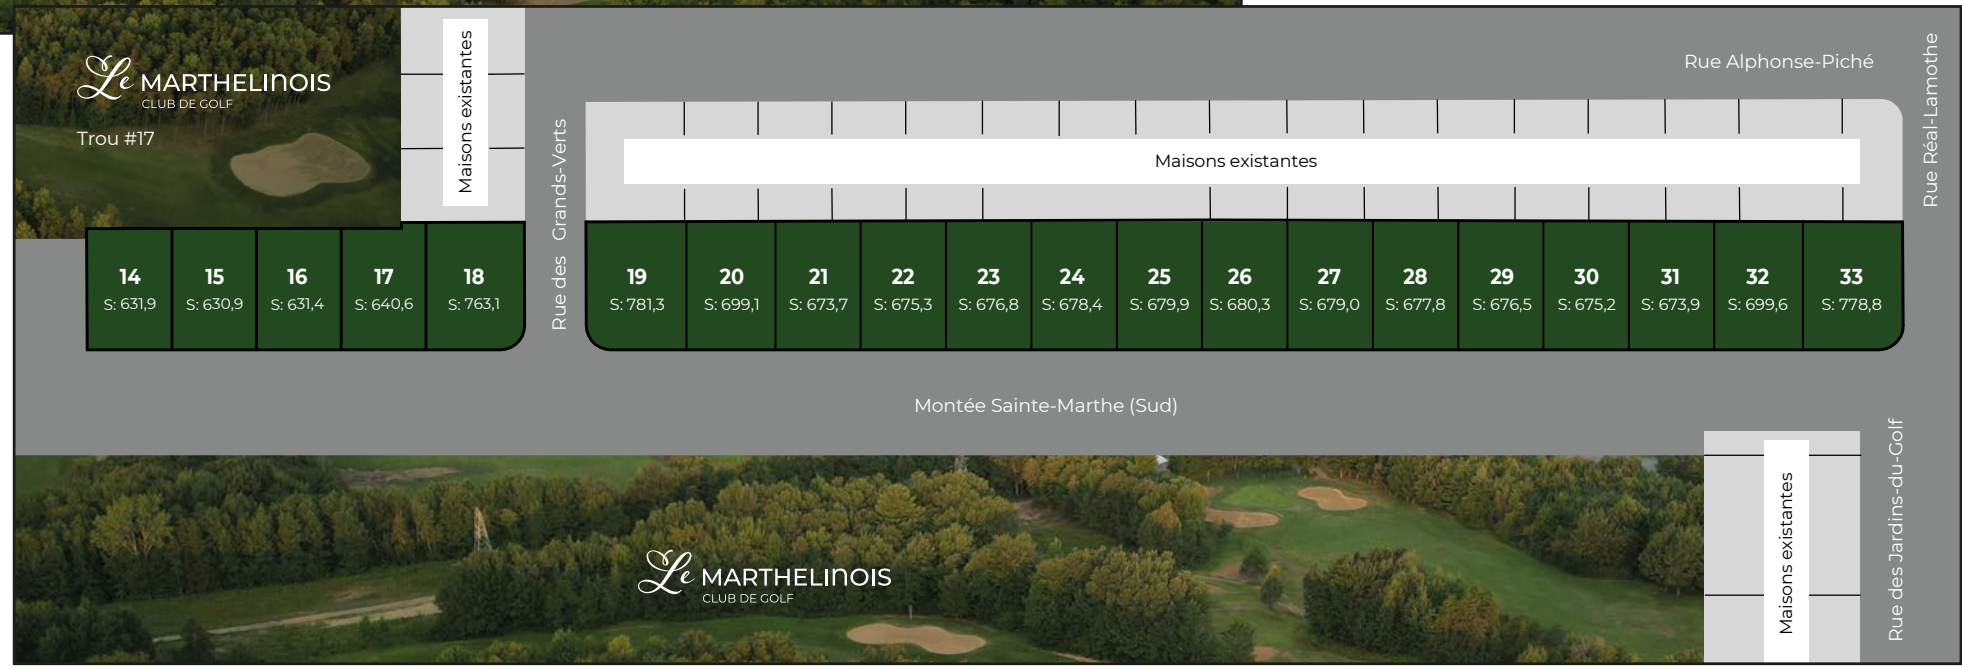 Le MARTHELINOIS
CLUB DE GOLF
Trou #17
Maisons existantes
Rue des Grands-Verts
Rue Alphonse-Piché
Rue Réal-Lamothe
Maisons existantes
14
S: 631,9
15
S: 630,9
16
S: 631,4
17
S: 640,6
18
S: 763,1
19
S: 781,3
20
S: 699,1
21
S: 673,7
22
S: 675,3
23
S: 676,8
24
S: 678,4
25
S: 679,9
26
S: 680,3
27
S: 679,0
28
S: 677,8
29
S: 676,5
30
S: 675,2
31
S: 673,9
32
S: 699,6
33
S: 778,8
Montée Sainte-Marthe (Sud)
Le MARTHELINOIS
CLUB DE GOLF
Maisons existantes
Rue des Jardins-du-Golf